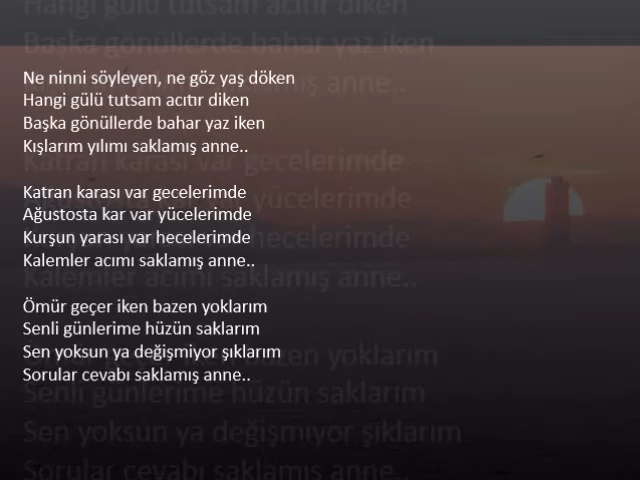 Ne ninni söyleyen, ne göz yaş döken
Hangi gülü tutsam acıtır diken
Başka gönüllerde bahar yaz iken
Kışlarım yılımı saklamış anne..
Katran karası var gecelerimde
Ağustosta kar var yücelerimde
Kurşun yarası var hecelerimde
Kalemler acımı saklamış anne..
Ömür geçer iken bazen yoklarım
Senli günlerime hüzün saklarım
Sen yoksun ya değişmiyor şıklarım
Sorular cevabı saklamış anne..